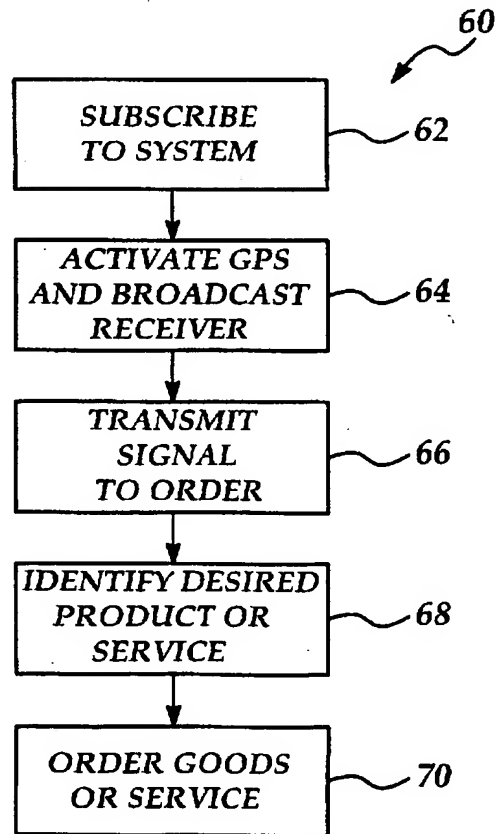 60
SUBSCRIBE
TO SYSTEM
62
ACTIVATE GPS
AND BROADCAST
RECEIVER
64
TRANSMIT
SIGNAL
TO ORDER
66
IDENTIFY DESIRED
PRODUCT OR
SERVICE
68
ORDER GOODS
OR SERVICE
70